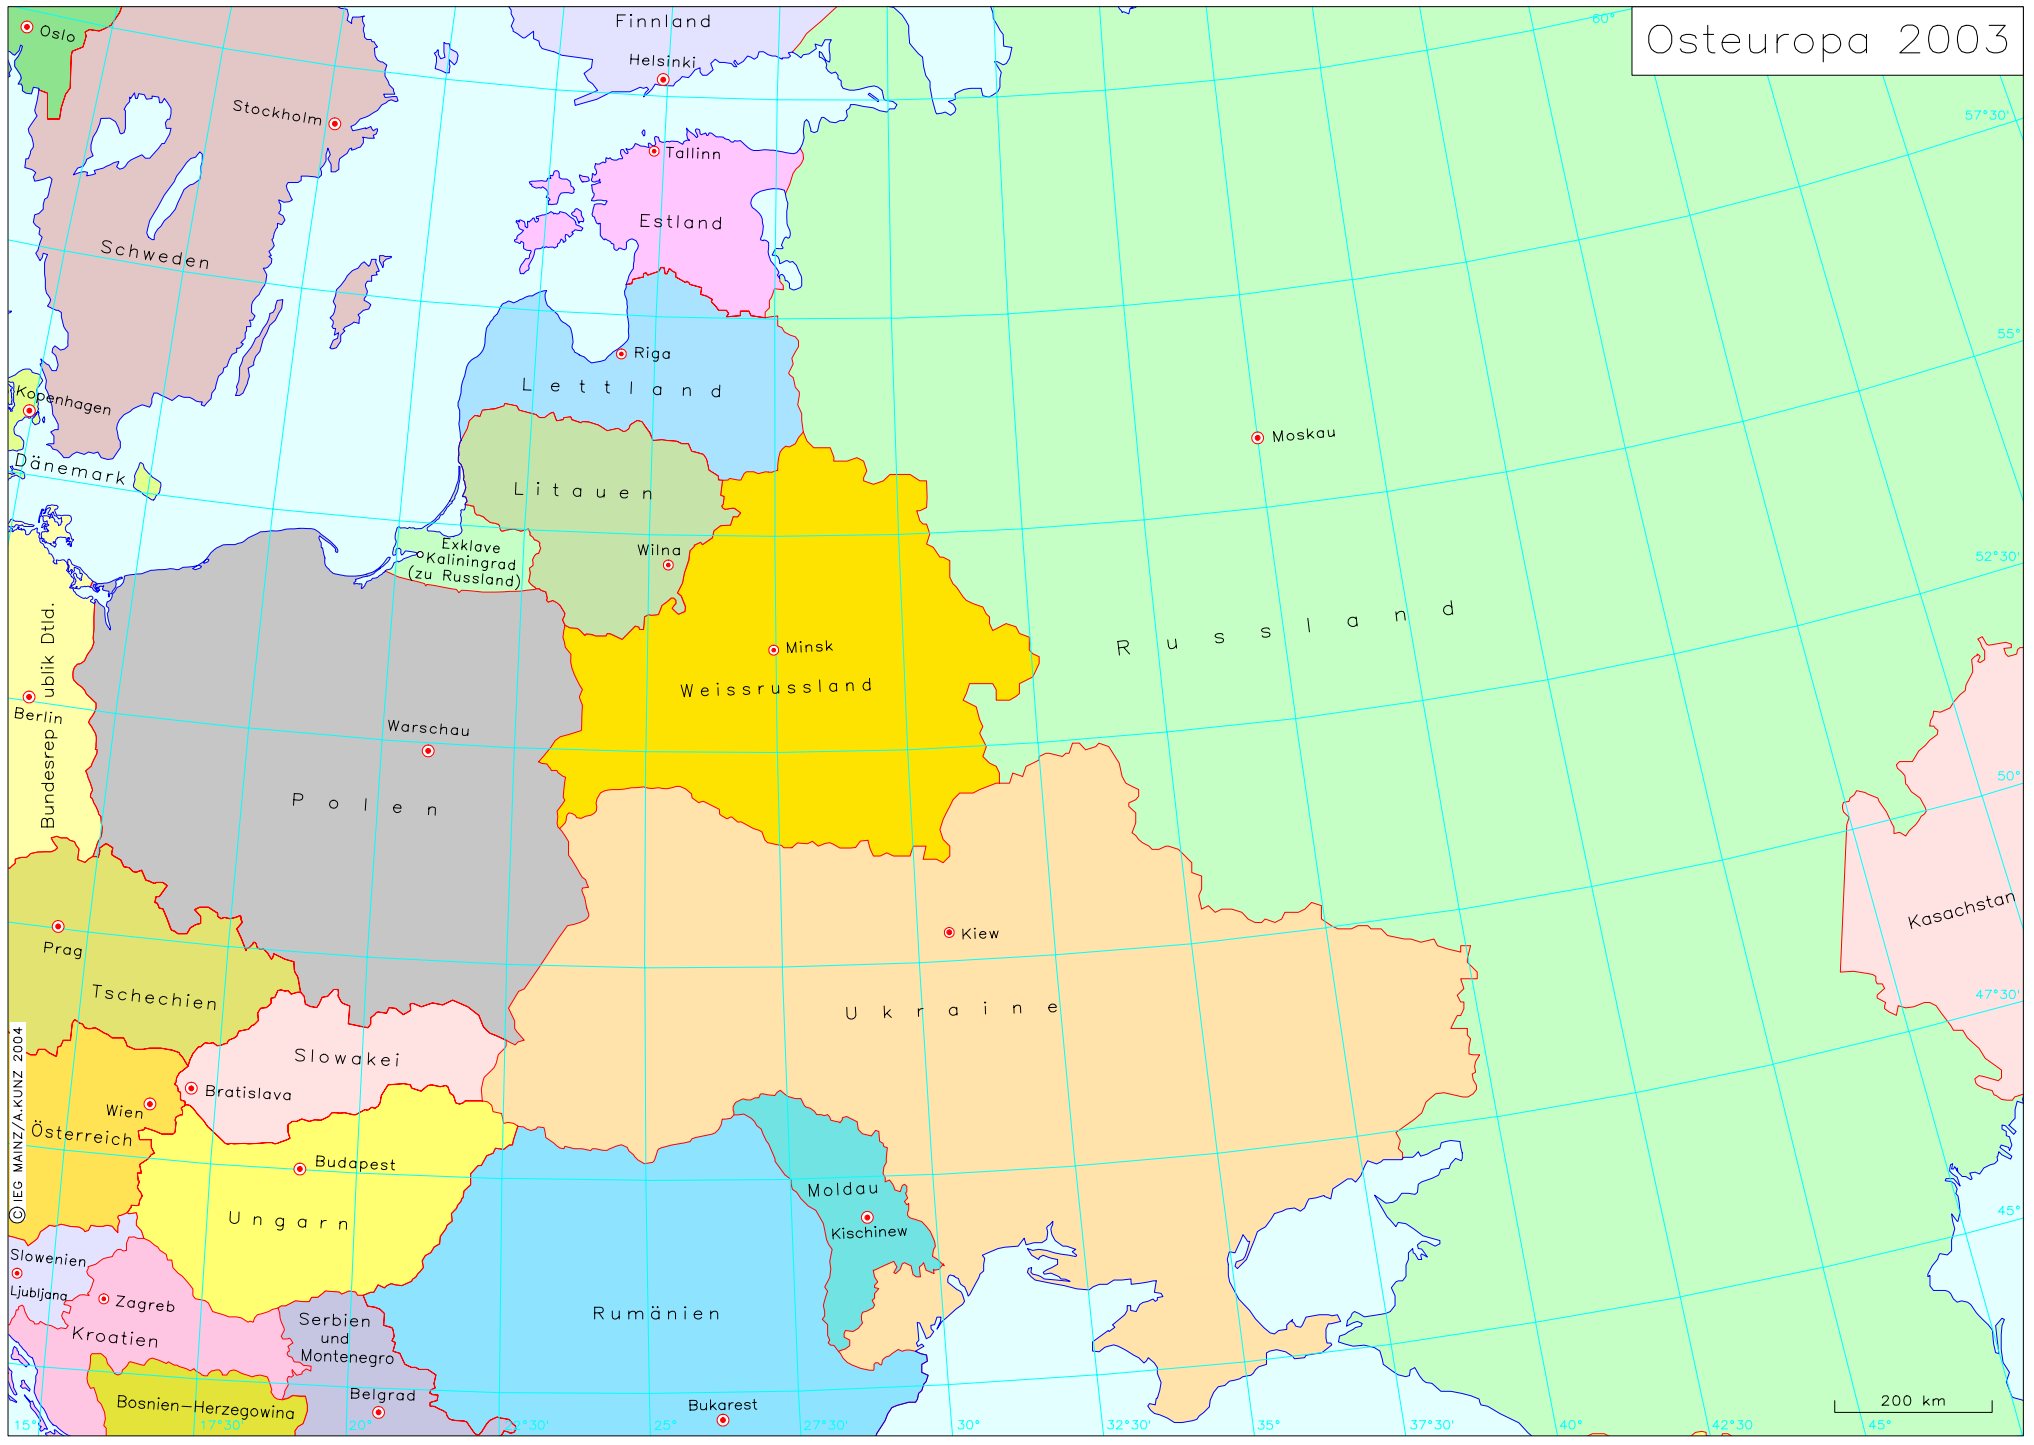 Osteuropa 2003
Finnland
Oslo
Helsinki
Stockholm
Tallinn
Estland
Schweden
Riga
Lettland
Kopenhagen
Moskau
Dänemark
Litauen
Wilna
Exklave
Kaliningrad
(zu Russland)
Russland
Minsk
Weissrussland
Bundesrepublik Dtld.
Berlin
Warschau
Polen
Kasachstan
Kiew
Prag
Tschechien
Ukraine
Slowakei
Bratislava
Wien
Österreich
Budapest
Ungarn
Moldau
Kischinew
Slowenien
Ljubljana
Zagreb
Kroatien
Serbien
und
Montenegro
Rumänien
Belgrad
Bosnien-Herzegowina
Bukarest
200 km
© IEG MAINZ/A.KUNZ 2004
60°
57°30'
55°
52°30'
50°
47°30'
45°
15°
17°30'
20°
22°30'
25°
27°30'
30°
32°30'
35°
37°30'
40°
42°30'
45°